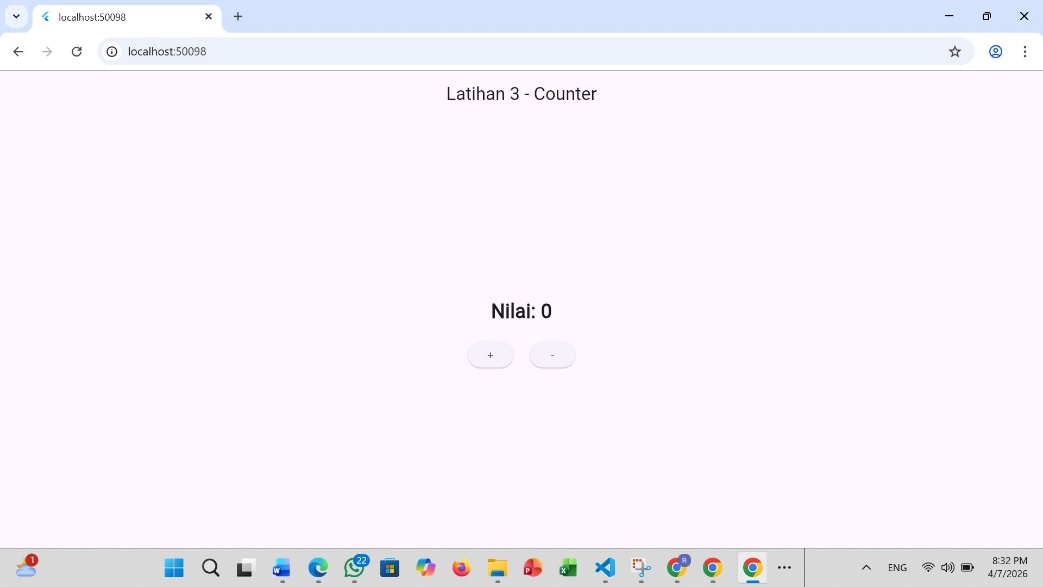 localhost:50098
localhost:50098
Latihan 3 - Counter
Nilai: 0
+ -
1
22
R
ENG
8:32 PM
4/7/2026